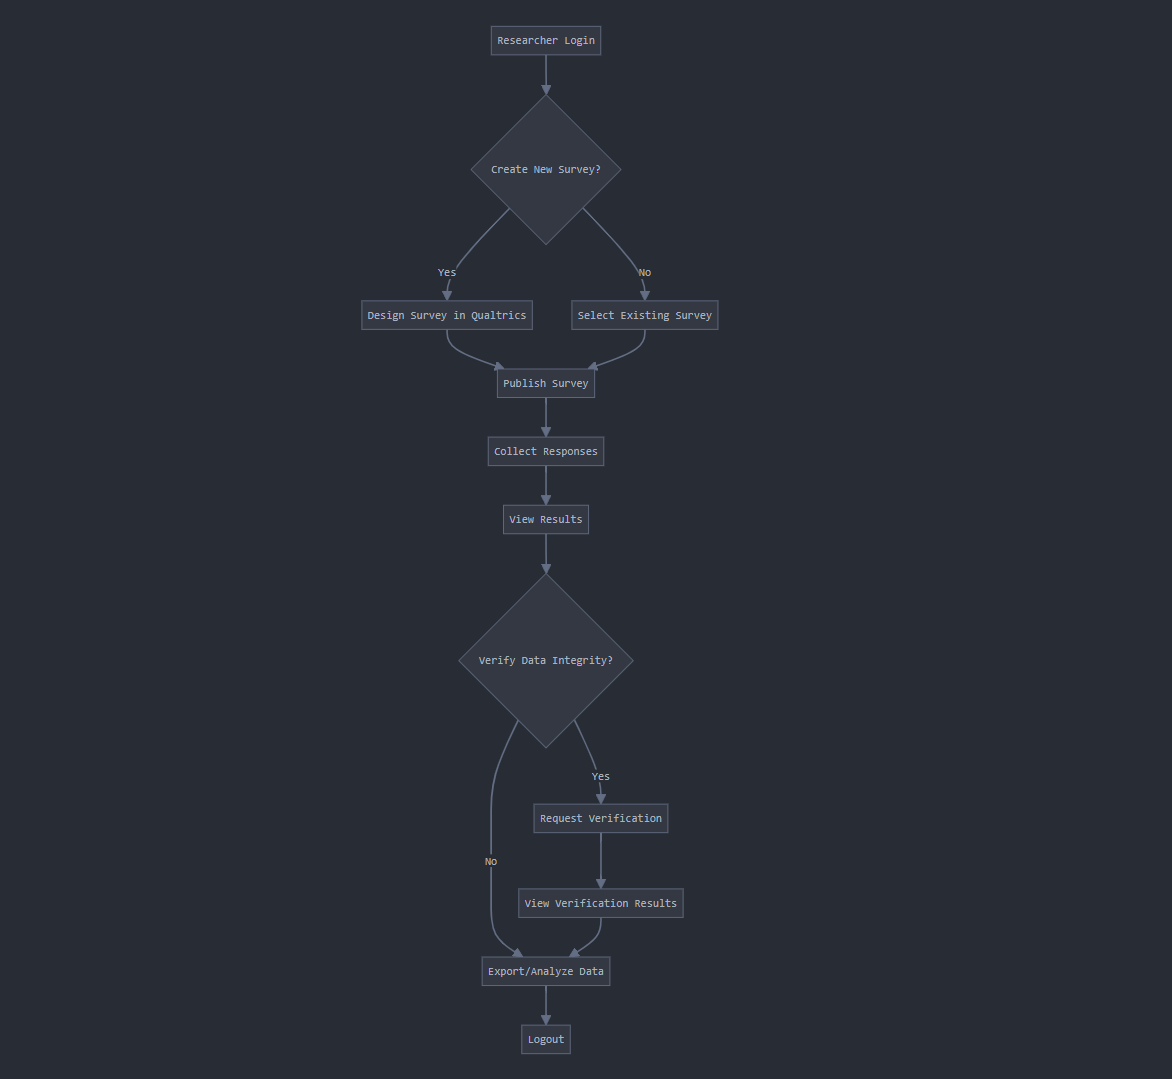 Researcher Login
Create New Survey?
Yes
No
Design Survey in Qualtrics
Select Existing Survey
Publish Survey
Collect Responses
View Results
Verify Data Integrity?
Yes
Request Verification
No
View Verification Results
Export/Analyze Data
Logout